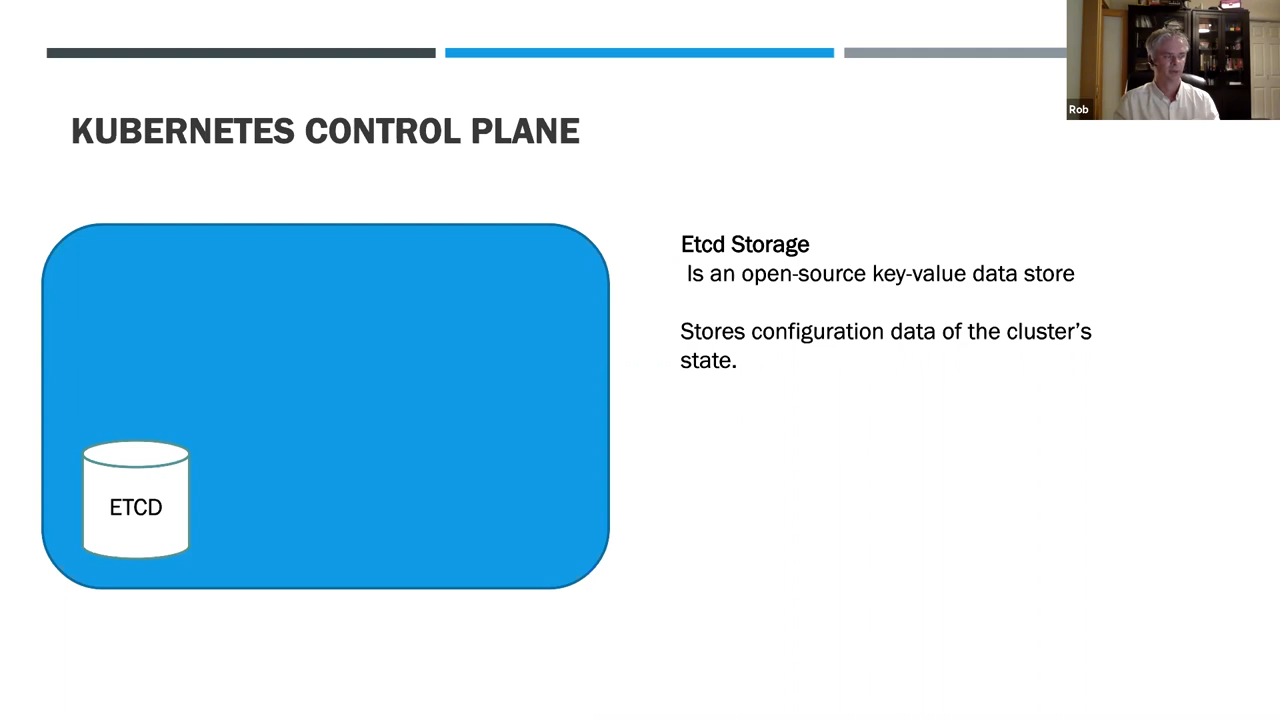 Rob
KUBERNETES CONTROL PLANE
Etcd Storage
Is an open-source key-value data store
Stores configuration data of the cluster’s
state.
ETCD